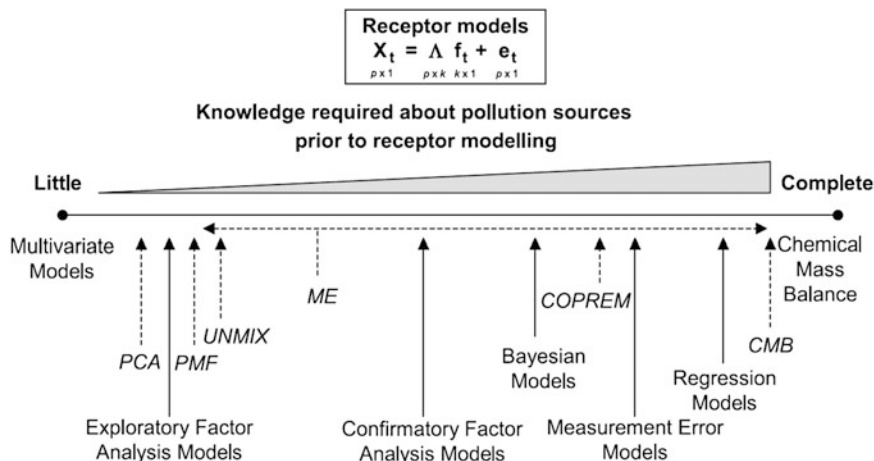 Receptor models
X_t = Λ f_t + e_t
p x 1 p x k k x 1 p x 1
Knowledge required about pollution sources
prior to receptor modelling
Little
Complete
Multivariate
Models
Chemical
Mass
Balance
ME
COPREM
UNMIX
PCA
PMF
CMB
Bayesian
Models
Regression
Models
Exploratory Factor
Analysis Models
Confirmatory Factor
Analysis Models
Measurement Error
Models